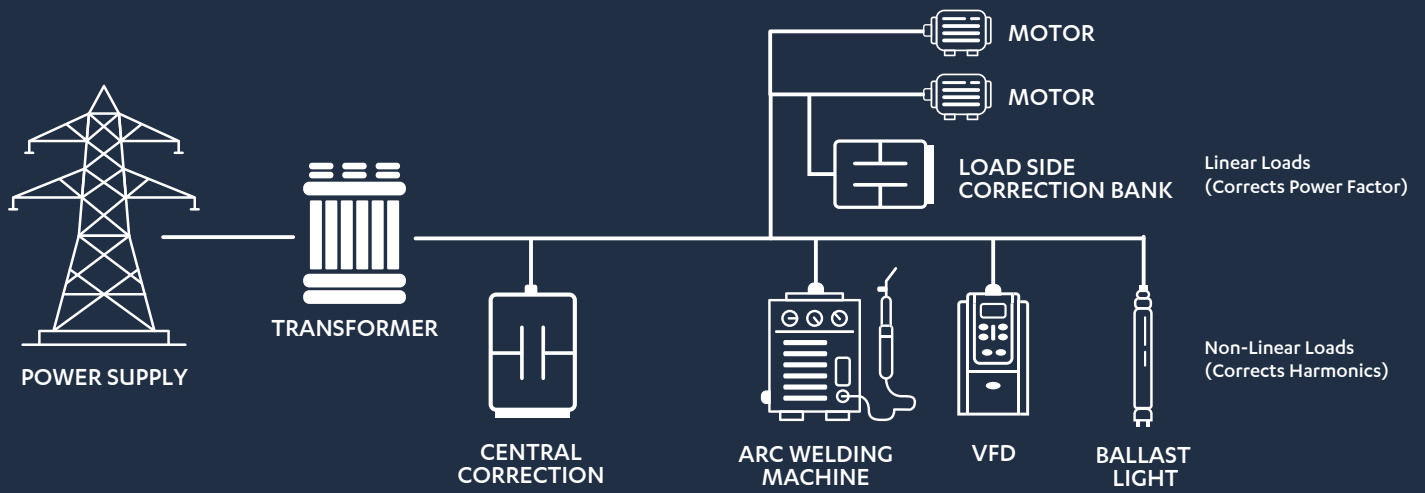 MOTOR
MOTOR
LOAD SIDE
CORRECTION BANK
Linear Loads
(Corrects Power Factor)
TRANSFORMER
POWER SUPPLY
Non-Linear Loads
(Corrects Harmonics)
CENTRAL
CORRECTION
ARC WELDING
MACHINE
VFD
BALLAST
LIGHT